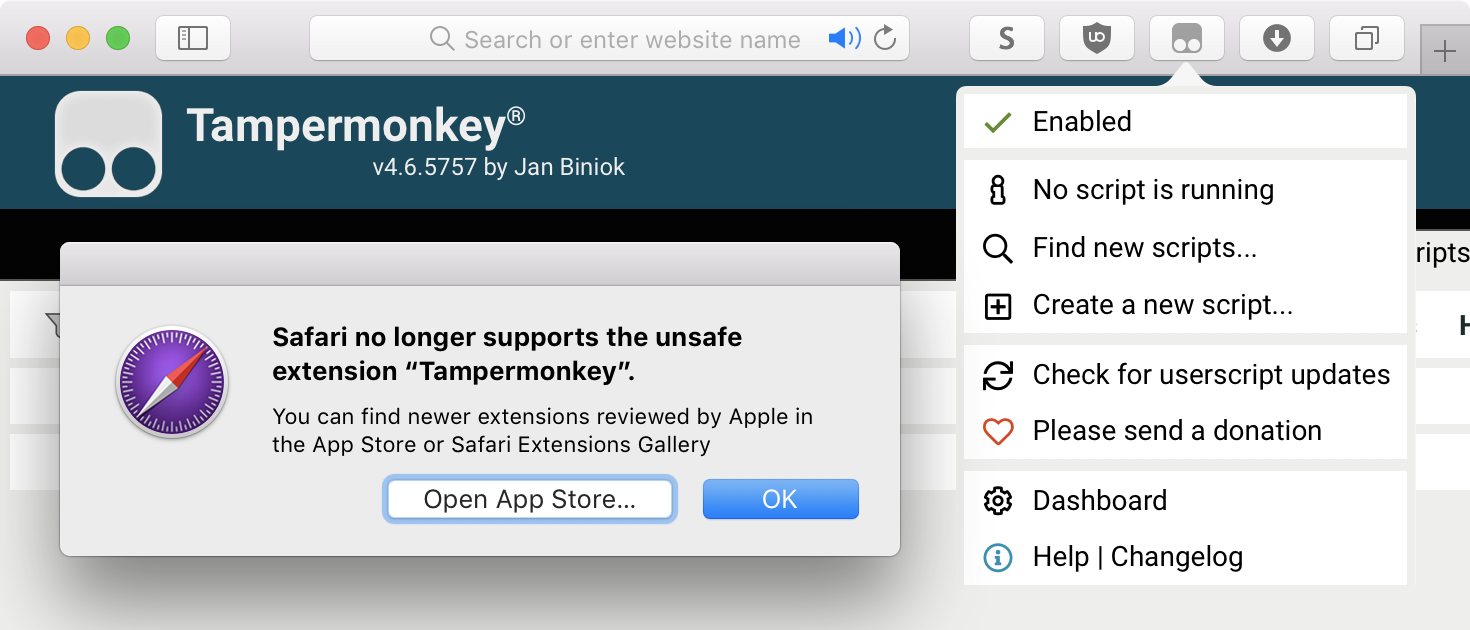 Search or enter website name
S
UO
Tampermonkey®
v4.6.5757 by Jan Biniok
Enabled
No script is running
Find new scripts...
Create a new script...
Check for userscript updates
Please send a donation
Dashboard
Help | Changelog
ripts
H
Safari no longer supports the unsafe
extension “Tampermonkey”.
You can find newer extensions reviewed by Apple in
the App Store or Safari Extensions Gallery
Open App Store...
OK